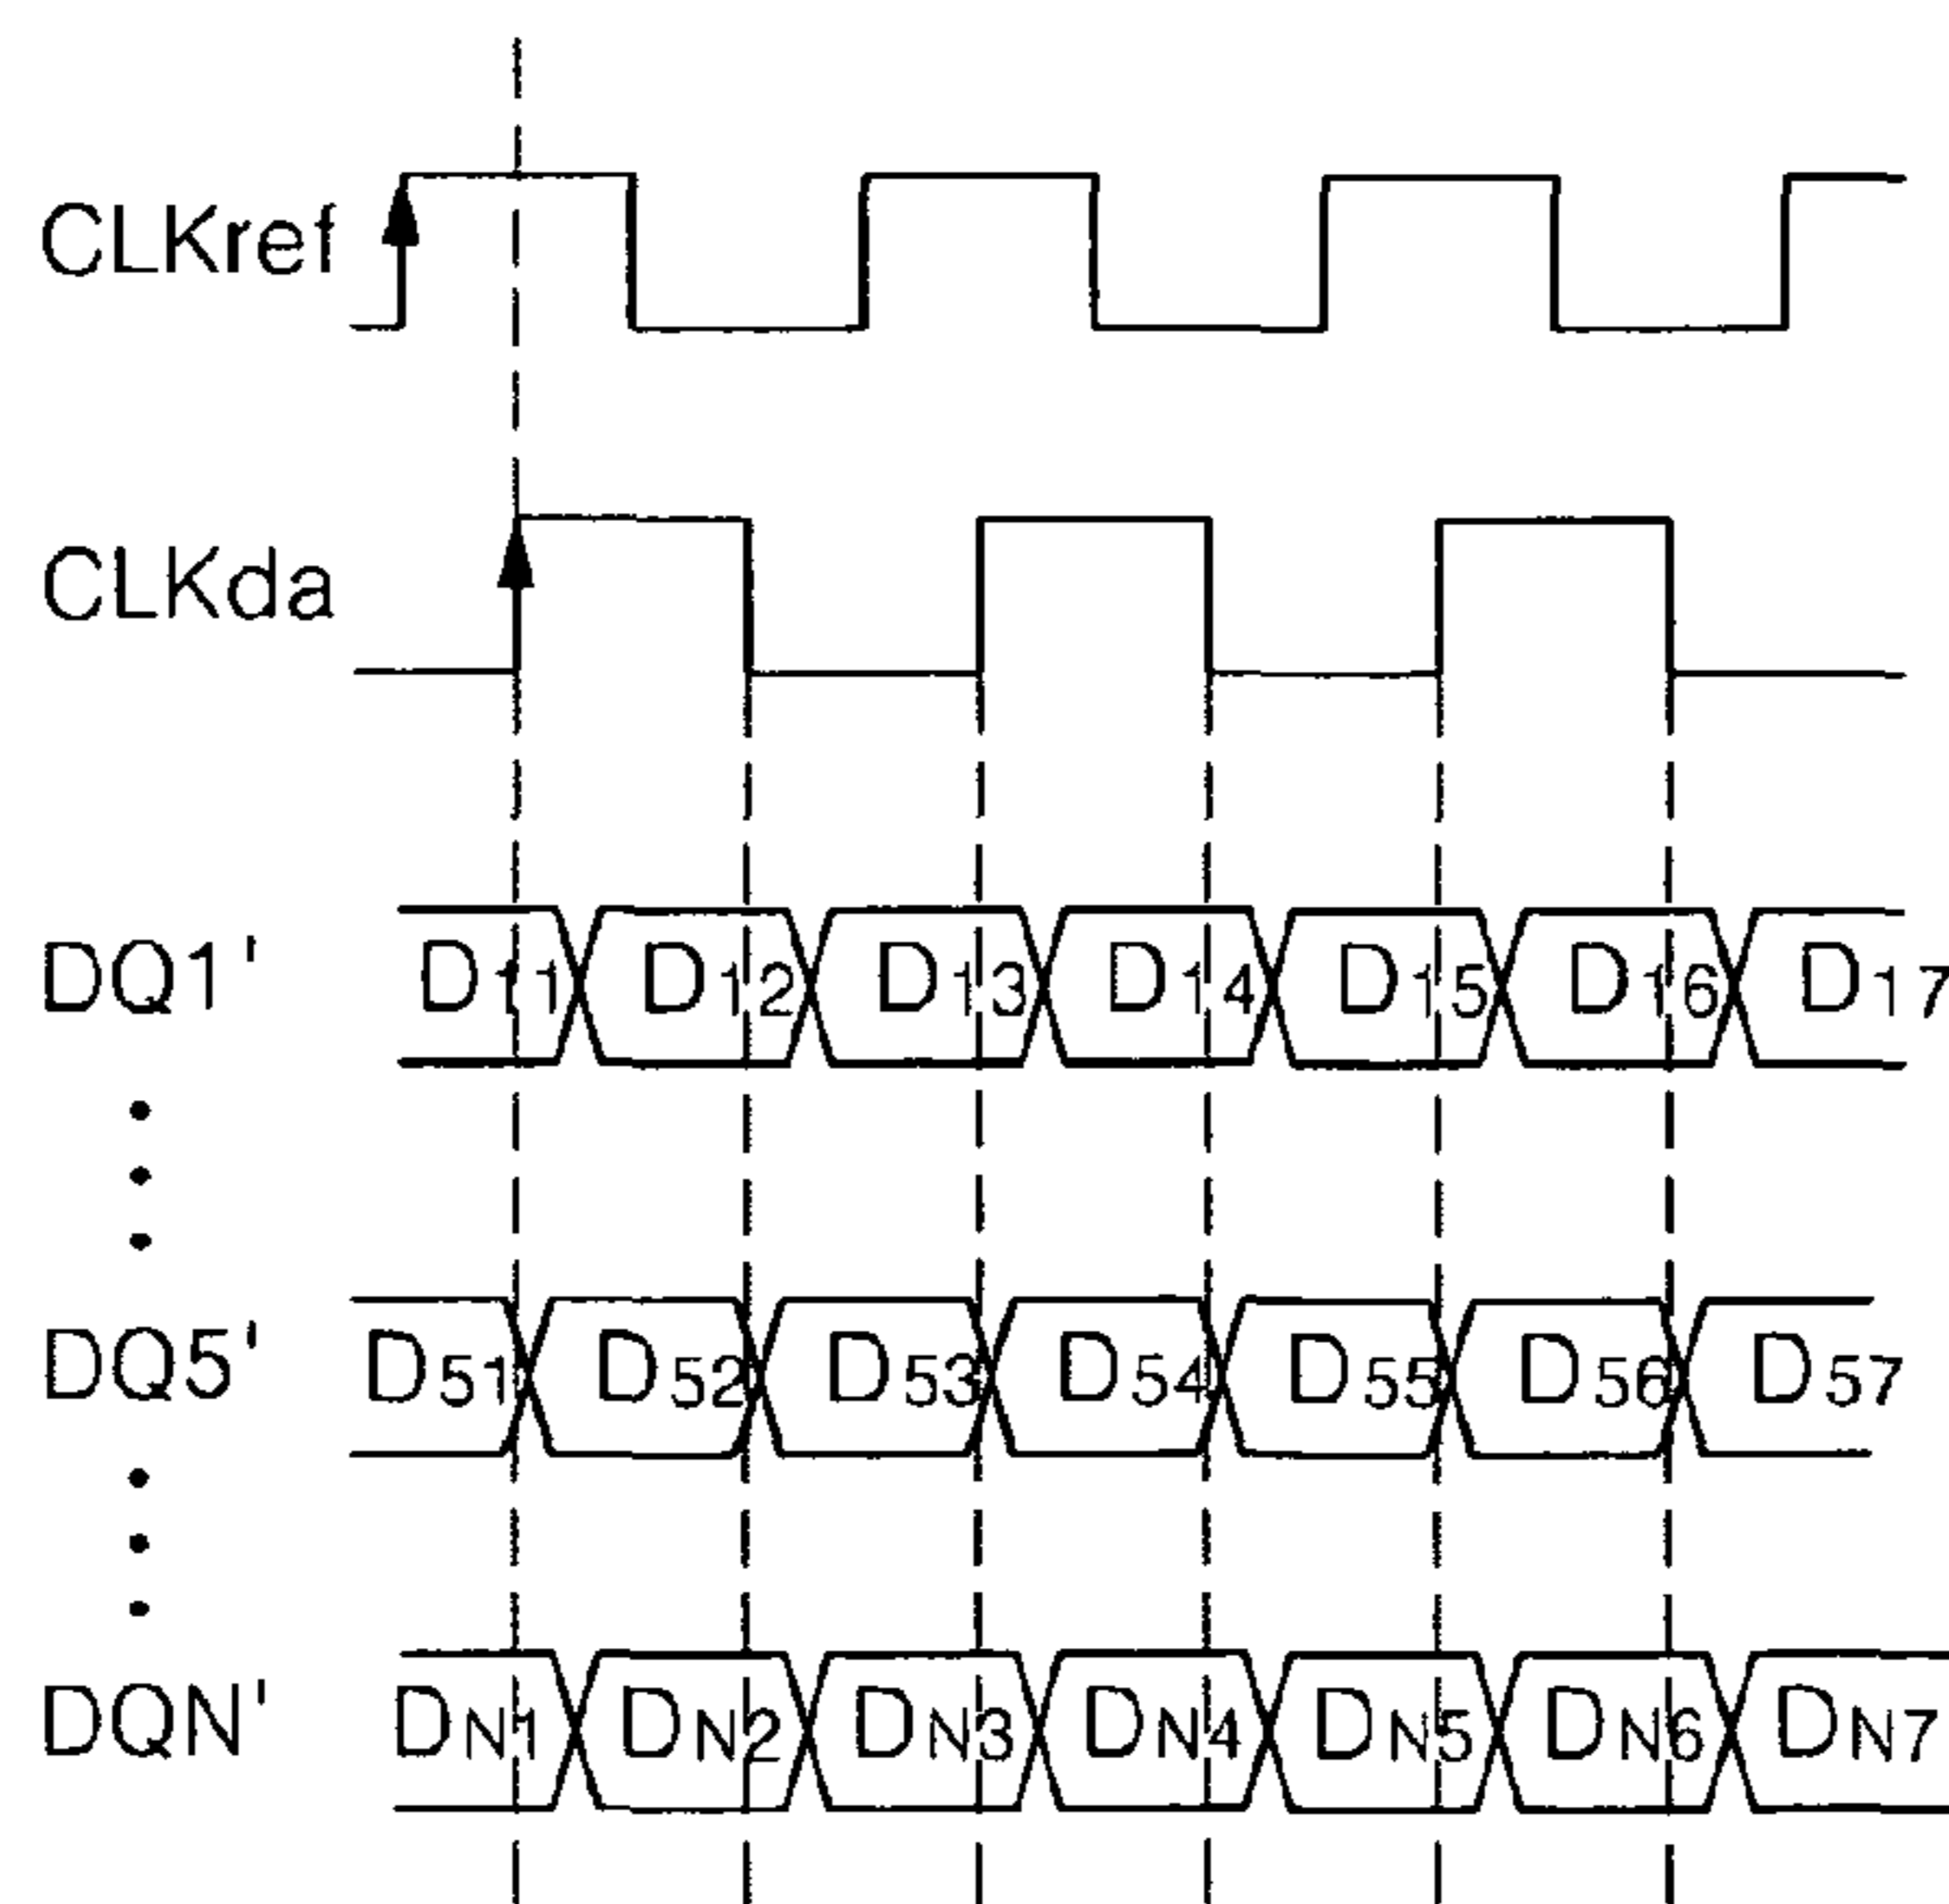 CLKref
CLKda
DQ1' D11 D12 D13 D14 D15 D16 D17
DQ5' D51 D52 D53 D54 D55 D56 D57
DQN' DN1 DN2 DN3 DN4 DN5 DN6 DN7